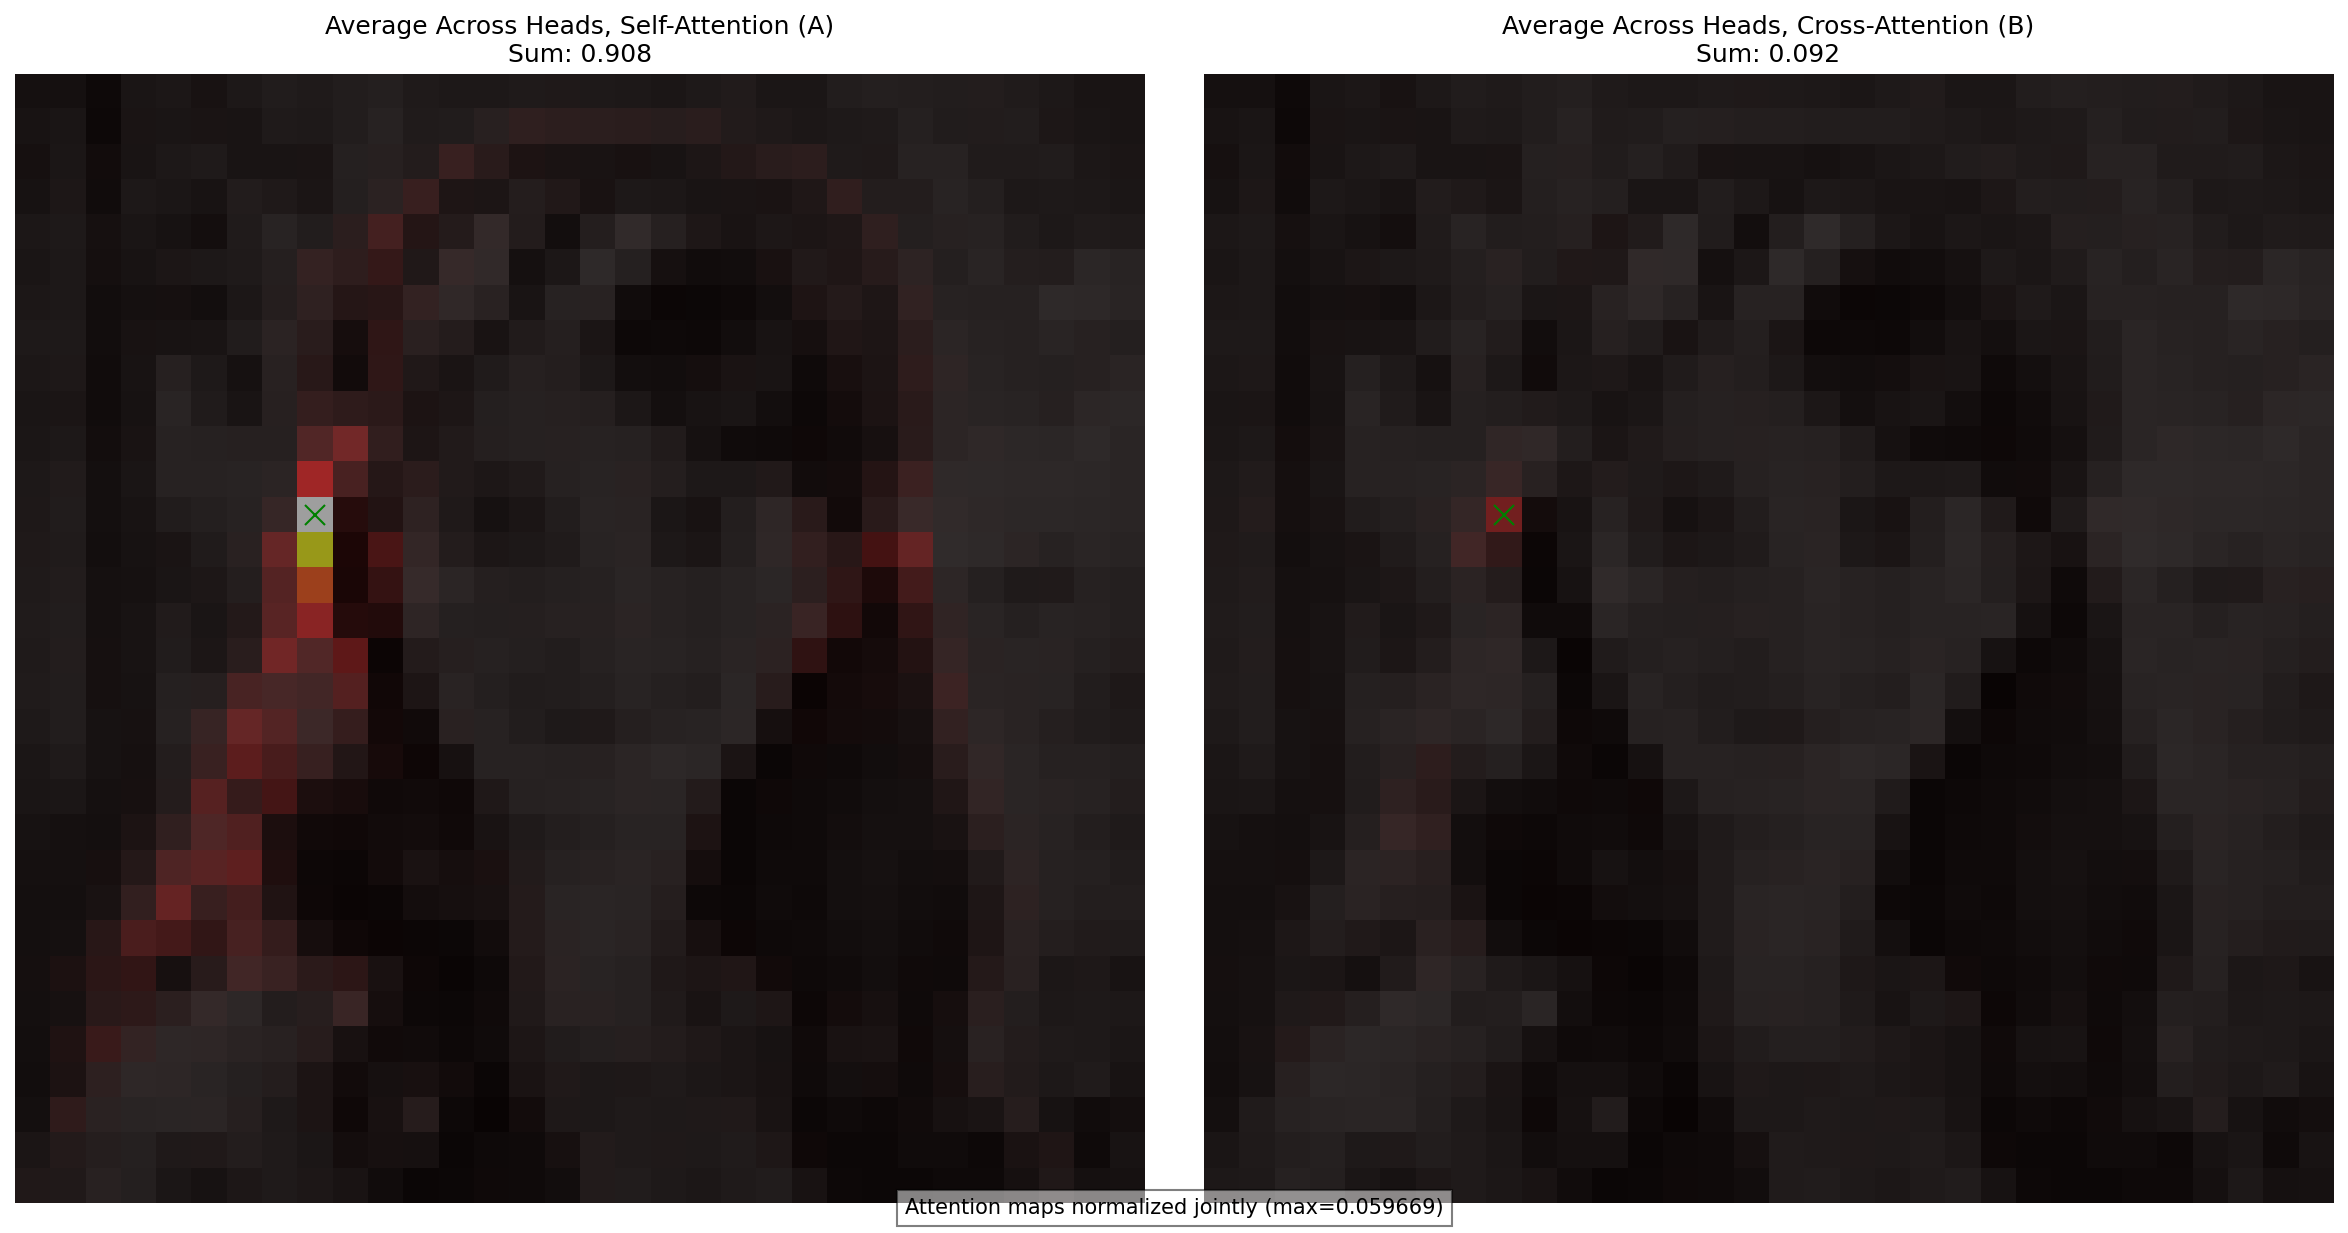 Average Across Heads, Self-Attention (A)
Sum: 0.908
Average Across Heads, Cross-Attention (B)
Sum: 0.092
Attention maps normalized jointly (max=0.059669)